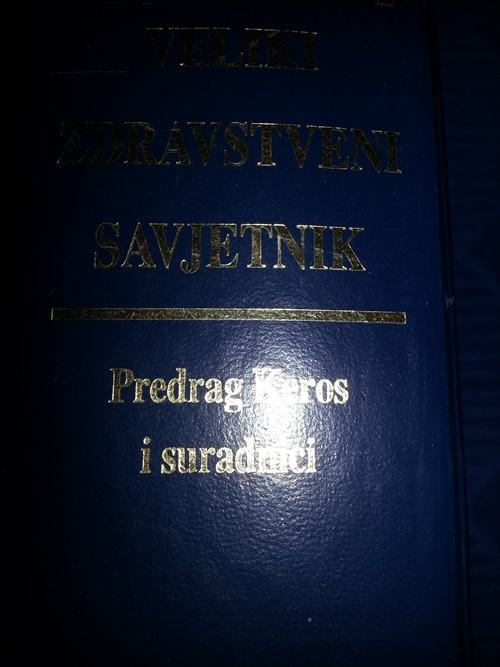 VELIKI
ZDRAVSTVENI
SAVJETNIK
Predrag Keros
i suradnici